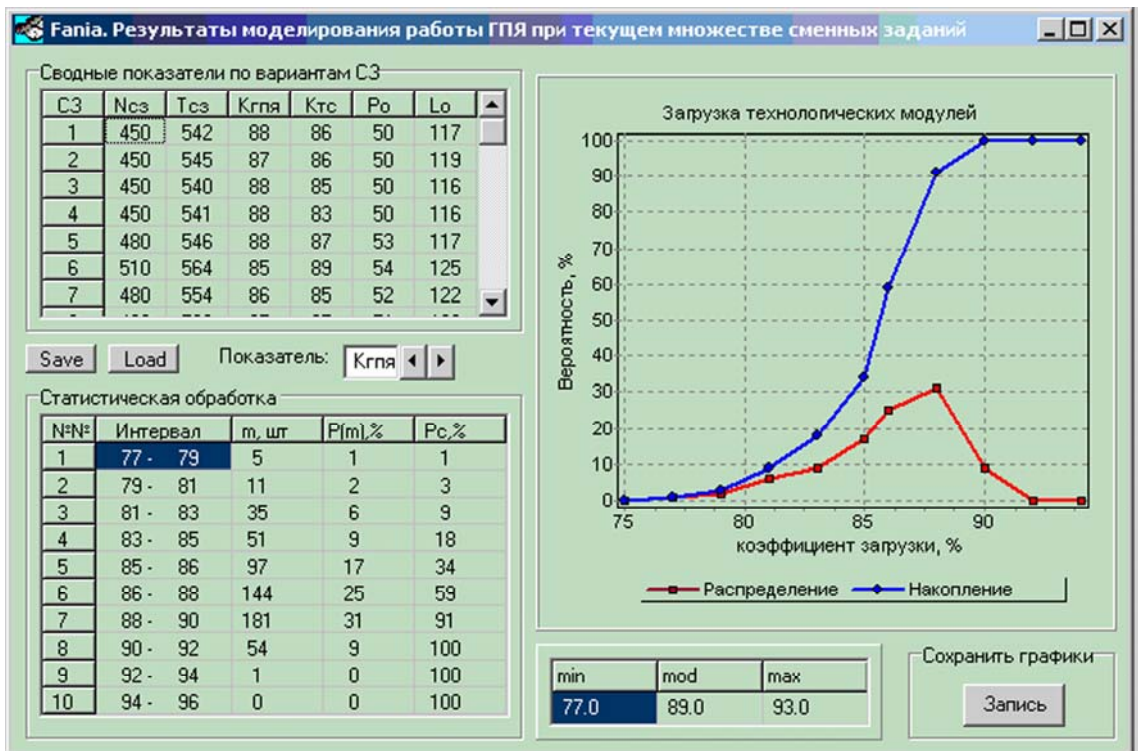 Fania. Результаты моделирования работы ГПЯ при текущем множестве сменных заданий
Сводные показатели по вариантам СЗ
СЗ Nсз Тсз Кгпя Ктс Ро Lo
1 450 542 88 86 50 117
2 450 545 87 86 50 119
3 450 540 88 85 50 116
4 450 541 88 83 50 116
5 480 546 88 87 53 117
6 510 564 85 89 54 125
7 480 554 86 85 52 122
Save Load Показатель: Кгпя
Статистическая обработка
№№ Интервал m, шт P(m),% Pc,%
1 77 - 79 5 1 1
2 79 - 81 11 2 3
3 81 - 83 35 6 9
4 83 - 85 51 9 18
5 85 - 86 97 17 34
6 86 - 88 144 25 59
7 88 - 90 181 31 91
8 90 - 92 54 9 100
9 92 - 94 1 0 100
10 94 - 96 0 0 100
Загрузка технологических модулей
100
90
80
70
60
50
40
30
20
10
0
Вероятность, %
75 80 85 90
коэффициент загрузки, %
Распределение Накопление
min mod max
77.0 89.0 93.0
Сохранить графики
Запись